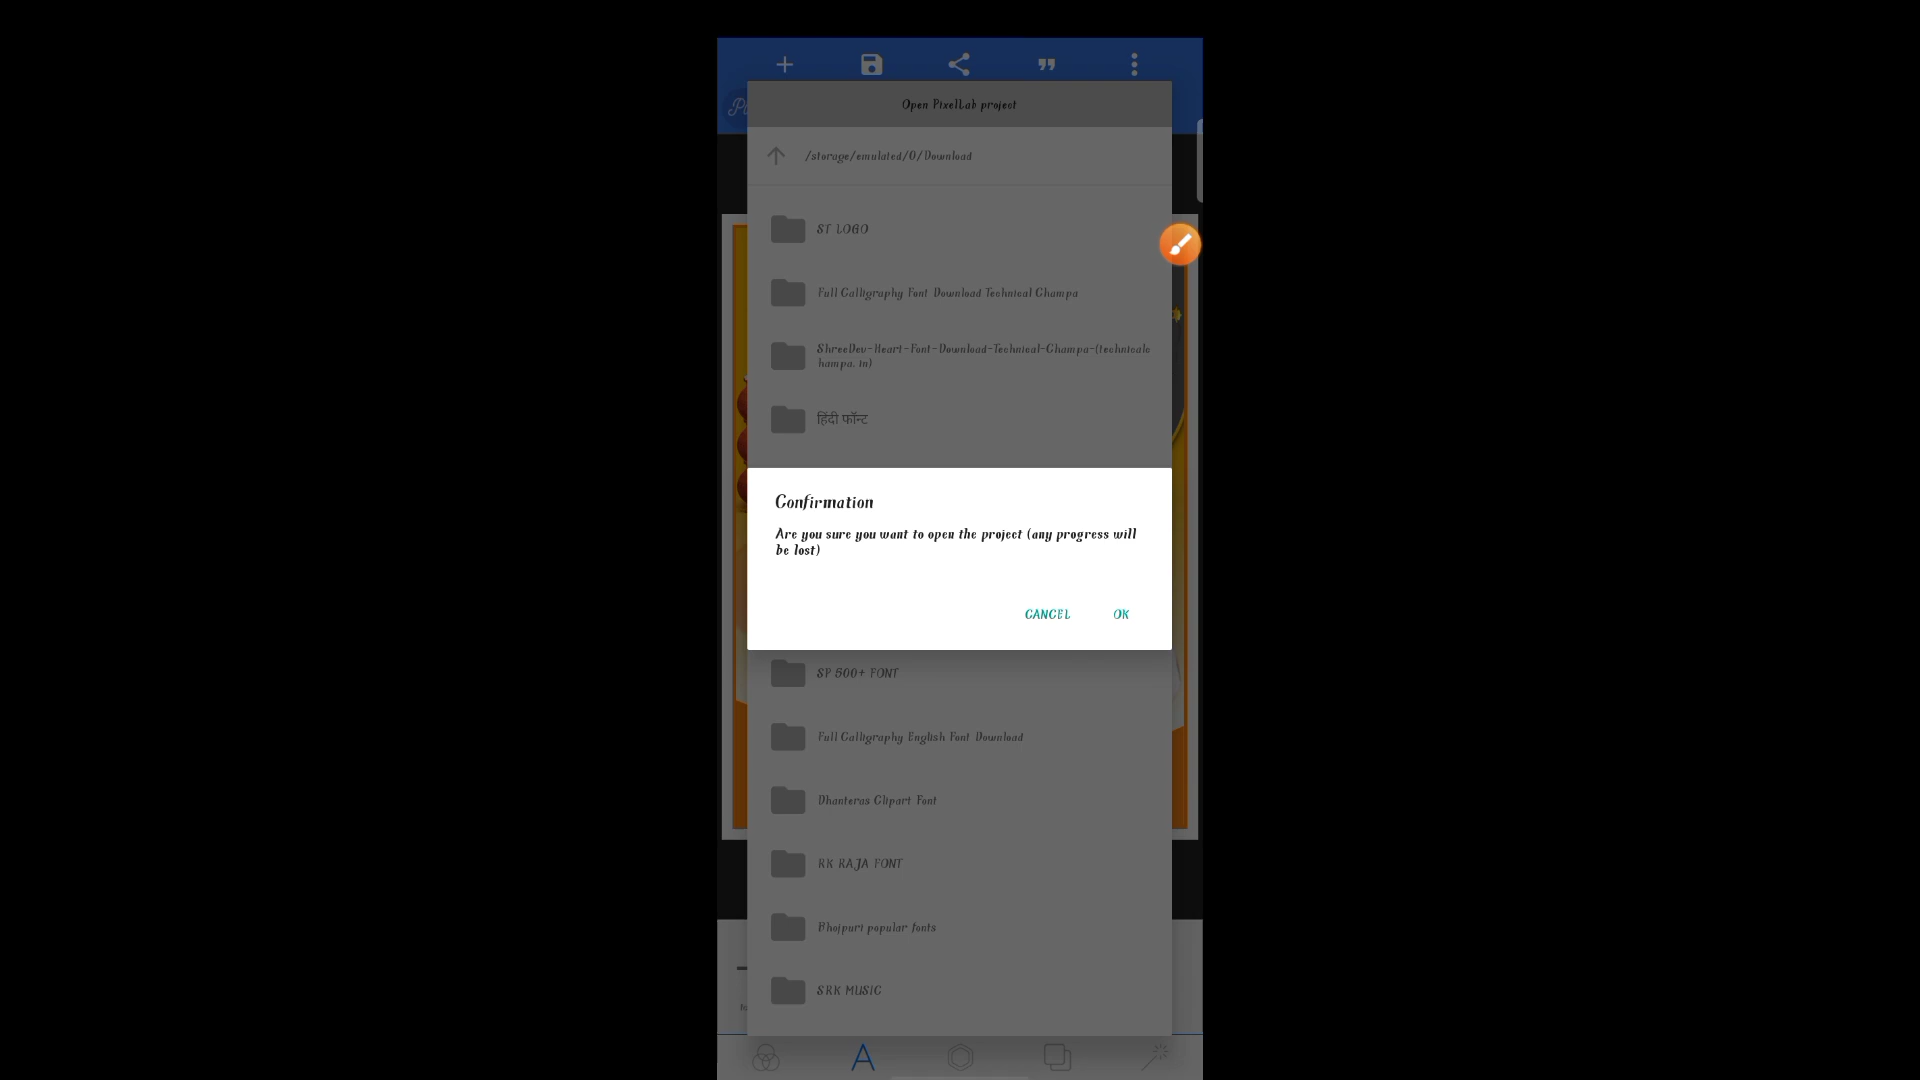 Open PixelLab project
/storage/emulated/0/Download
ST LOGO
Full Calligraphy Font Download Technical Champa
ShreeDev-Heart-Font-Download-Technical-Champa-(technicalc
hampa.in)
हिंदी फॉन्ट
Confirmation
Are you sure you want to open the project (any progress will
be lost)
CANCEL OK
SP 500+ FONT
Full Calligraphy English Font Download
Dhanteras Clipart Font
RK RAJA FONT
Bhojpuri popular fonts
SRK MUSIC